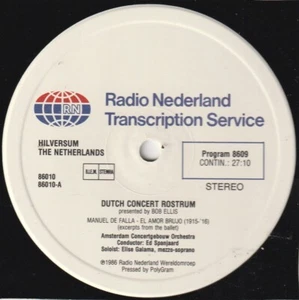 RN
Radio Nederland
Transcription Service
HILVERSUM
THE NETHERLANDS
86010
86010-A
STEMRA
Program 8609
CONTIN.: 27:10
STEREO
DUTCH CONCERT ROSTRUM
presented by BOB ELLIS
MANUEL DE FALLA - EL AMOR BRUJO (1915-'16)
(excerpts from the ballet)
Amsterdam Concertgebouw Orchestra
Conductor: Ed Spanjaard
Soloist: Elise Galama, mezzo-soprano
℗1986 Radio Nederland Wereldomroep
Pressed by PolyGram